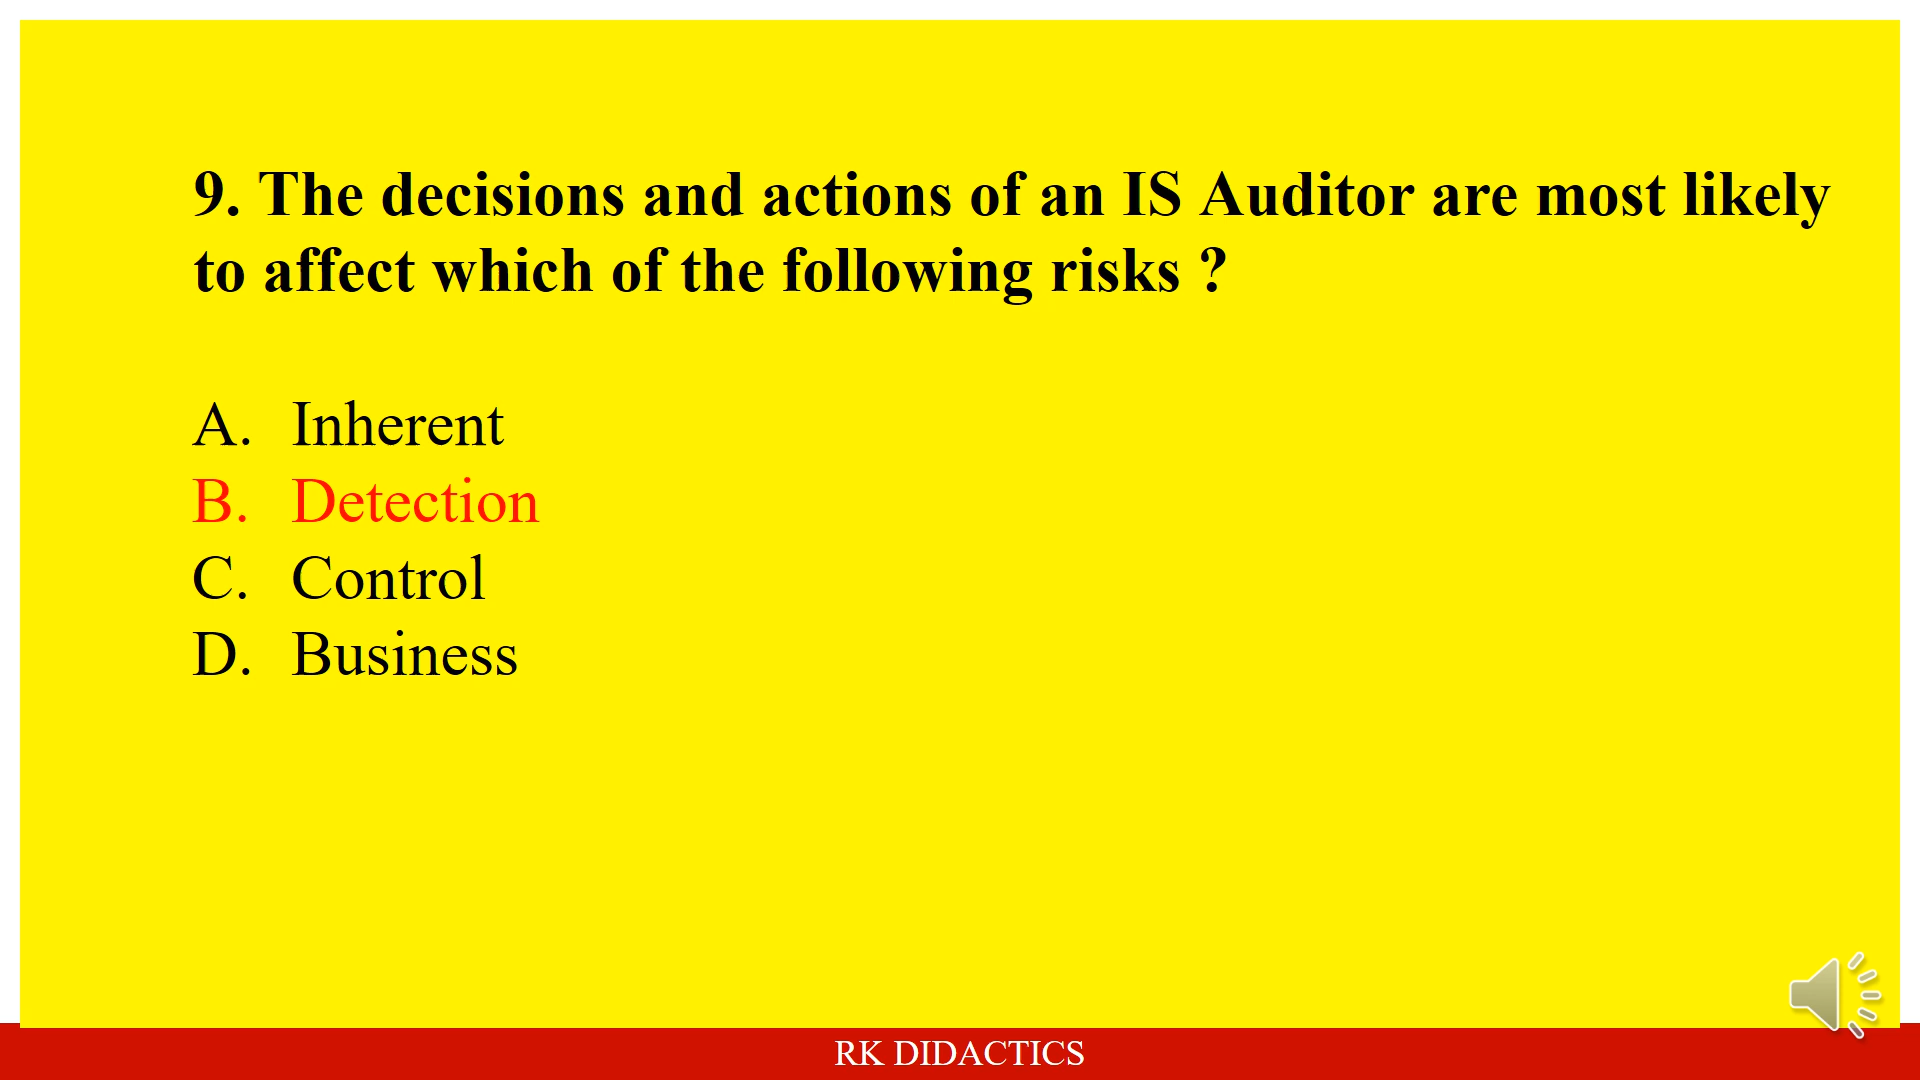 9. The decisions and actions of an IS Auditor are most likely
to affect which of the following risks ?
A. Inherent
B. Detection
C. Control
D. Business
RK DIDACTICS